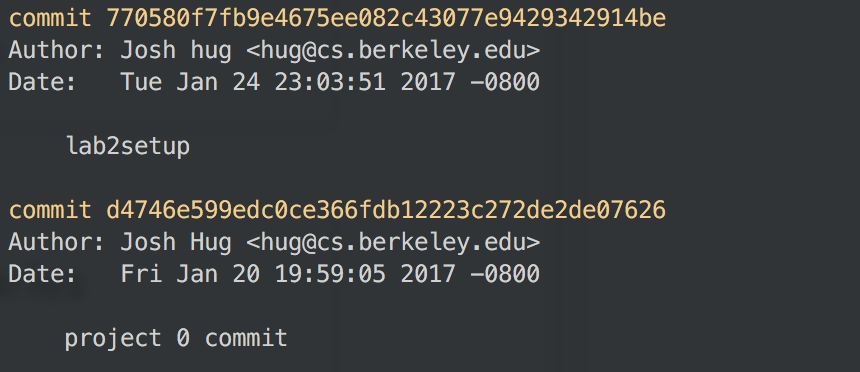 commit 770580f7fb9e4675ee082c43077e9429342914be
Author: Josh hug <hug@cs.berkeley.edu>
Date:   Tue Jan 24 23:03:51 2017 -0800
lab2setup
commit d4746e599edc0ce366fdb12223c272de2de07626
Author: Josh Hug <hug@cs.berkeley.edu>
Date:   Fri Jan 20 19:59:05 2017 -0800
project 0 commit